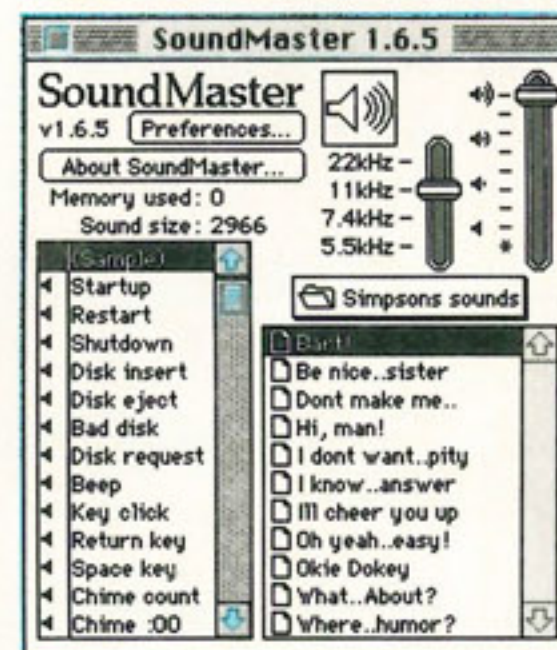 SoundMaster 1.6.5
SoundMaster
v1.6.5 Preferences...
About SoundMaster...
Memory used: 0
Sound size: 2966
22kHz
11kHz
7.4kHz
5.5kHz
(Sample)
Startup
Restart
Shutdown
Disk insert
Disk eject
Bad disk
Disk request
Beep
Key click
Return key
Space key
Chime count
Chime :00
Simpsons sounds
Bart!
Be nice..sister
Dont make me..
Hi, man!
I dont want..pity
I know..answer
Ill cheer you up
Oh yeah..easy!
Okie Dokey
What..About?
Where..humor?